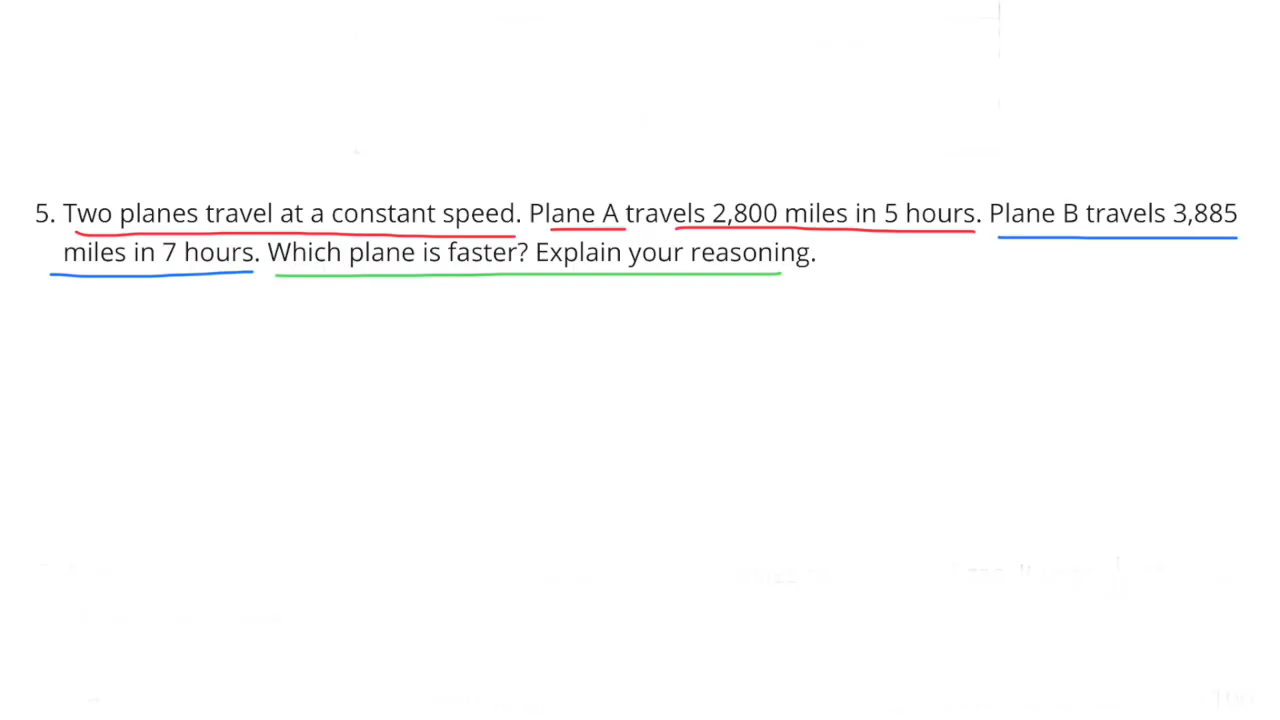 5. Two planes travel at a constant speed. Plane A travels 2,800 miles in 5 hours. Plane B travels 3,885
miles in 7 hours. Which plane is faster? Explain your reasoning.